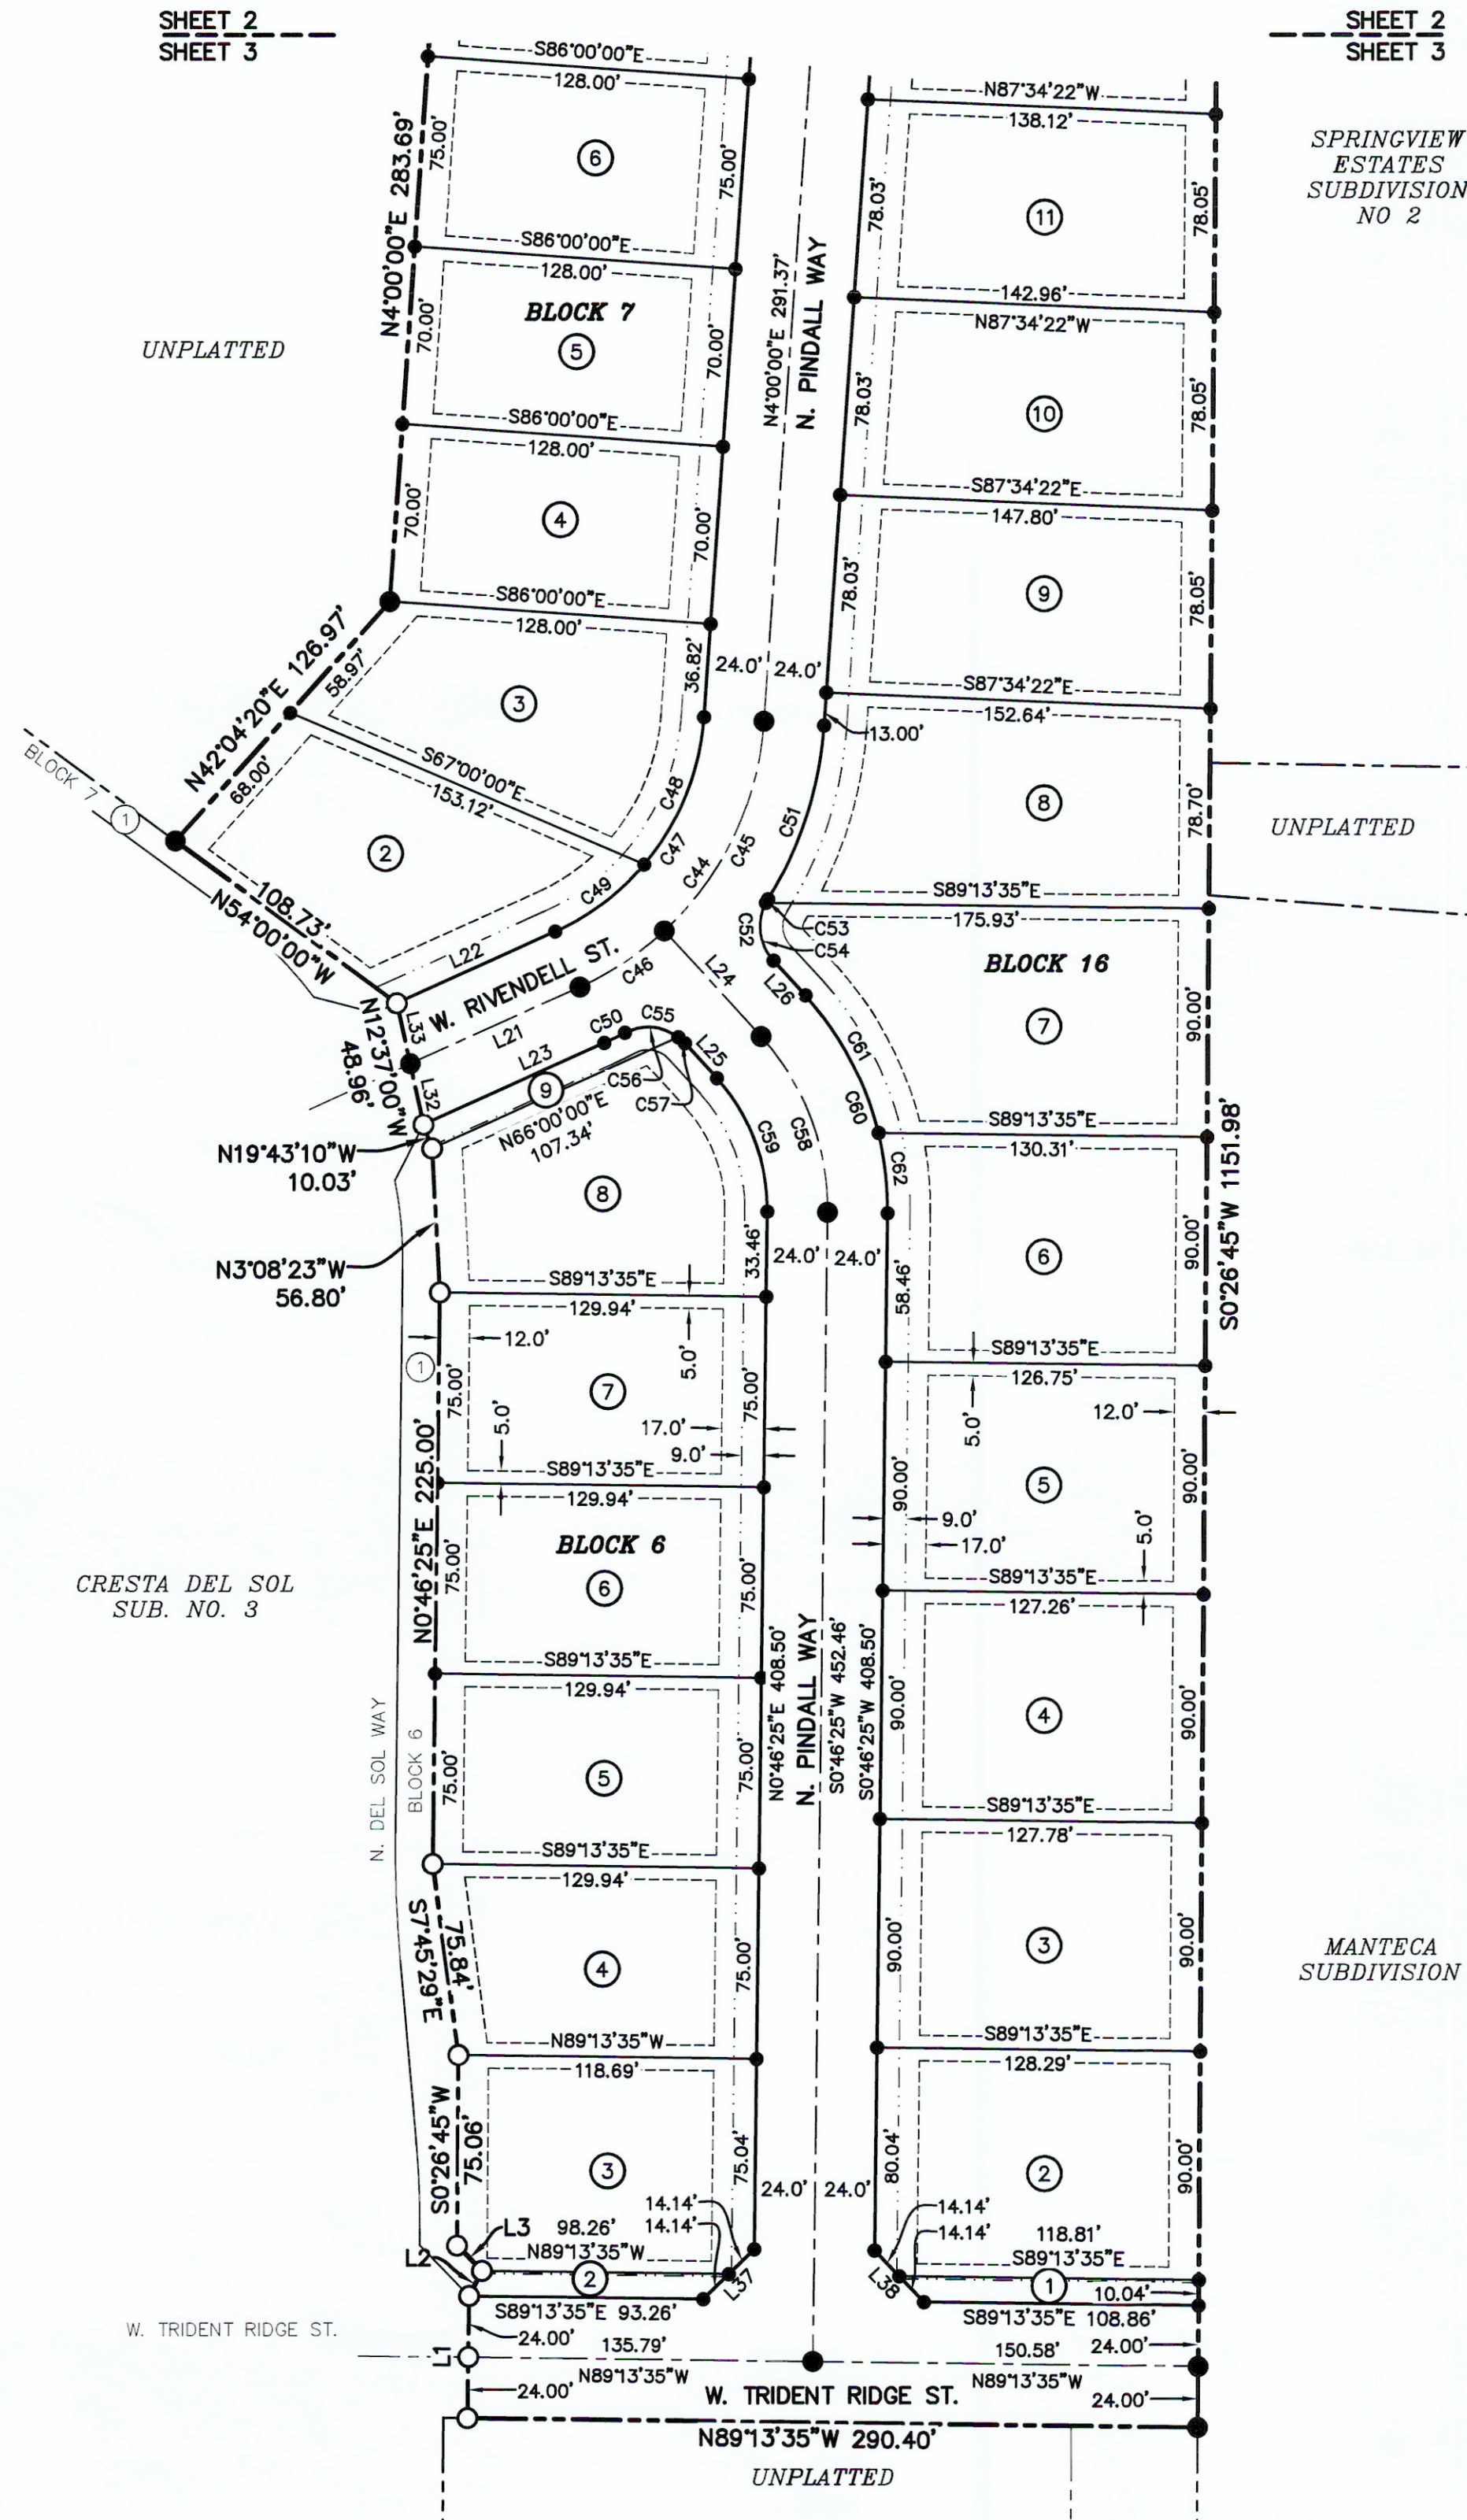 SHEET 2
SHEET 3
SHEET 2
SHEET 3
SPRINGVIEW
ESTATES
SUBDIVISION
NO 2
S86°00'00"E
128.00'
N87°34'22"W
138.12'
N4°00'00"E 283.69'
75.00'
6
75.00'
78.03'
11
78.05'
S86°00'00"E
128.00'
142.96'
N87°34'22"W
BLOCK 7
5
70.00'
70.00'
UNPLATTED
N4°00'00"E 291.37'
N. PINDALL WAY
78.03'
10
78.05'
S86°00'00"E
128.00'
S87°34'22"E
147.80'
70.00'
4
70.00'
78.03'
9
78.05'
S86°00'00"E
128.00'
N42°04'20"E 126.97'
58.97'
36.82'
24.0'
24.0'
S87°34'22"E
152.64'
3
13.00'
S67°00'00"E
153.12'
68.00'
BLOCK 7
1
2
C48
C47
C49
C44
C45
C51
8
78.70'
UNPLATTED
S89°13'35"E
175.93'
108.73'
N54°00'00"W
L22
W. RIVENDELL ST.
C46
L24
C52
C53
C54
L26
BLOCK 16
7
90.00'
N12°37'00"W
48.96'
L33
L21
L32
L23
C50
C55
L25
C56
C57
9
N66°00'00"E
107.34'
C61
C60
C58
C59
C62
S89°13'35"E
130.31'
N19°43'10"W
10.03'
8
33.46'
24.0'
24.0'
58.46'
6
90.00'
S0°26'45"W 1151.98'
N3°08'23"W
56.80'
S89°13'35"E
129.94'
12.0'
5.0'
1
75.00'
7
75.00'
5.0'
17.0'
9.0'
S89°13'35"E
126.75'
12.0'
5.0'
5
90.00'
90.00'
9.0'
17.0'
5.0'
S89°13'35"E
129.94'
N0°46'25"E 225.00'
BLOCK 6
6
75.00'
75.00'
S89°13'35"E
127.26'
CRESTA DEL SOL
SUB. NO. 3
S89°13'35"E
129.94'
N0°46'25"E 408.50'
N. PINDALL WAY
S0°46'25"W 452.46'
S0°46'25"W 408.50'
90.00'
4
90.00'
N. DEL SOL WAY
BLOCK 6
75.00'
5
75.00'
S89°13'35"E
127.78'
S89°13'35"E
129.94'
S7°45'29"E
75.84'
4
75.00'
90.00'
3
90.00'
MANTECA
SUBDIVISION
N89°13'35"W
118.69'
S89°13'35"E
128.29'
S0°26'45"W
75.06'
3
75.04'
24.0'
24.0'
80.04'
2
90.00'
14.14'
14.14'
14.14'
14.14'
L3
98.26'
N89°13'35"W
118.81'
S89°13'35"E
L2
2
L37
L38
1
10.04'
S89°13'35"E 93.26'
S89°13'35"E 108.86'
W. TRIDENT RIDGE ST.
24.00'
L1
135.79'
N89°13'35"W
150.58'
N89°13'35"W
24.00'
24.00'
W. TRIDENT RIDGE ST.
24.00'
N89°13'35"W 290.40'
UNPLATTED